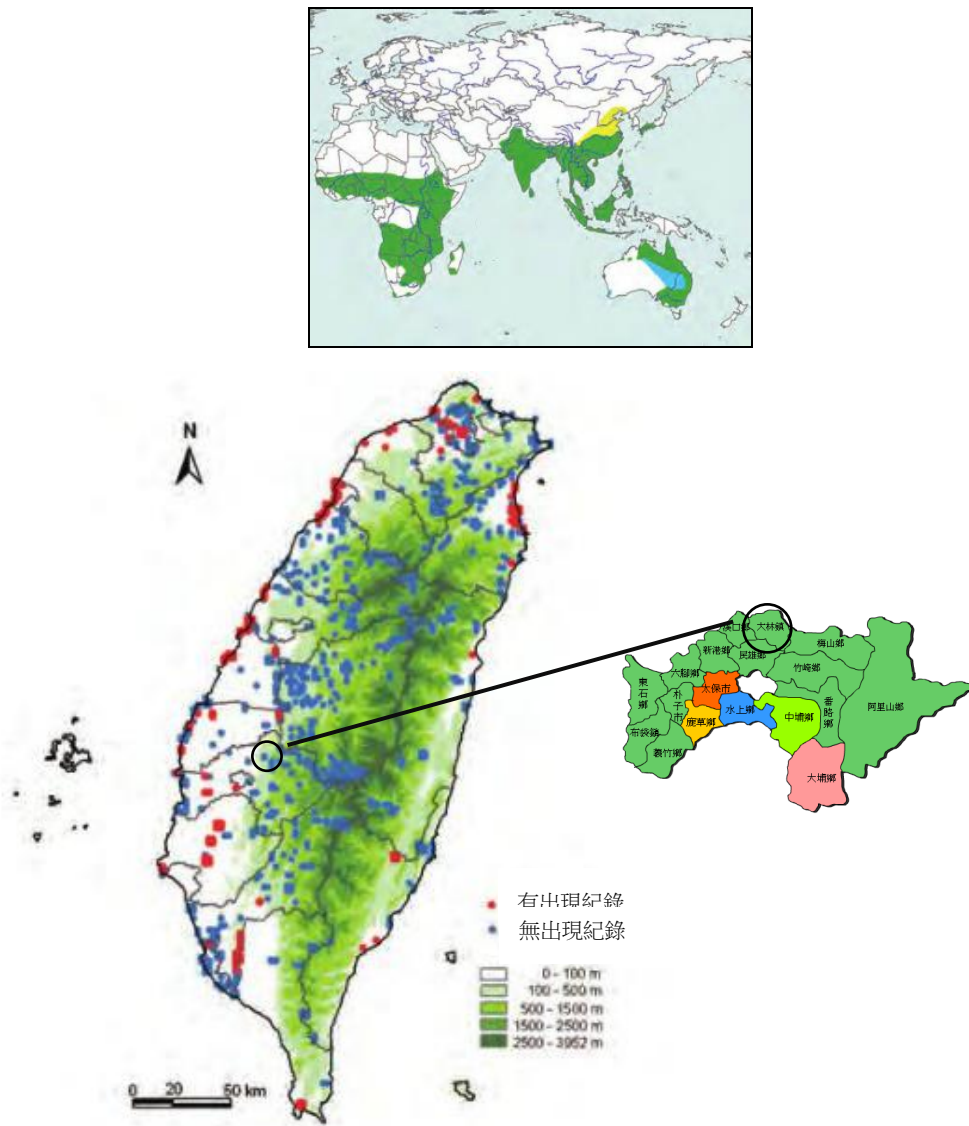 N
溪口鄉
大林鎮
梅山鄉
新港鄉
民雄鄉
竹崎鄉
六腳鄉
東石鄉
太保市
朴子市
水上鄉
番路鄉
阿里山鄉
中埔鄉
鹿草鄉
布袋鎮
義竹鄉
大埔鄉
有出現紀錄
無出現紀錄
0 - 100 m
100 - 500 m
500 - 1500 m
1500 - 2500 m
2500 - 3952 m
0 20 50 km